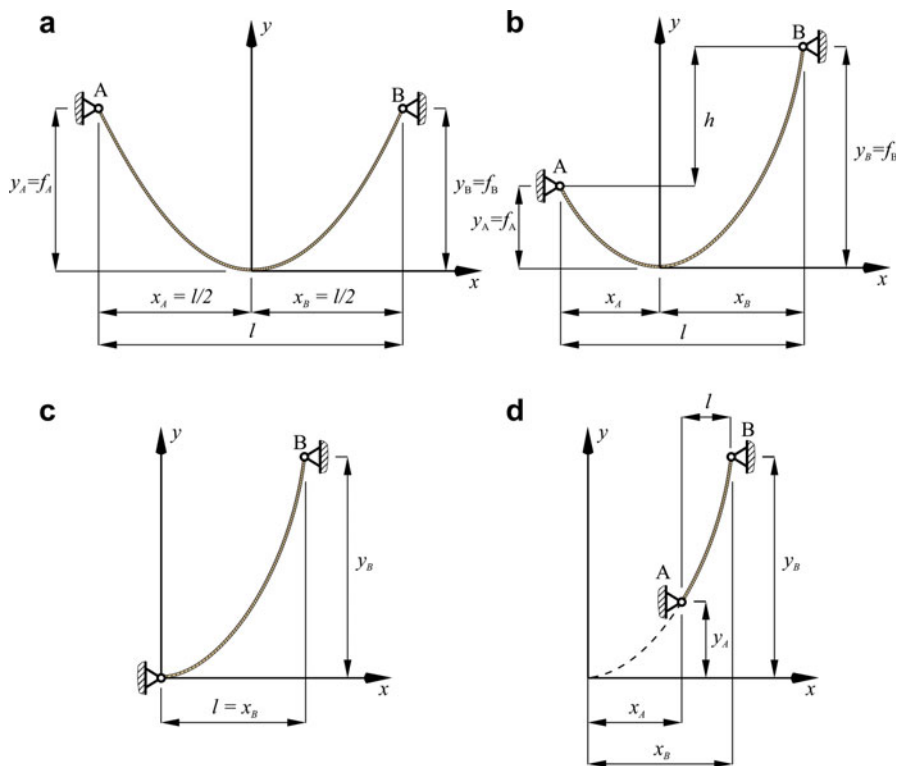 a
y
A
B
y_A=f_A
y_B=f_B
x
x_A = l/2
x_B = l/2
l
b
y
B
h
A
y_B=f_B
y_A=f_A
x
x_A
x_B
l
c
y
B
y_B
x
l = x_B
d
l
y
B
A
y_B
y_A
x
x_A
x_B